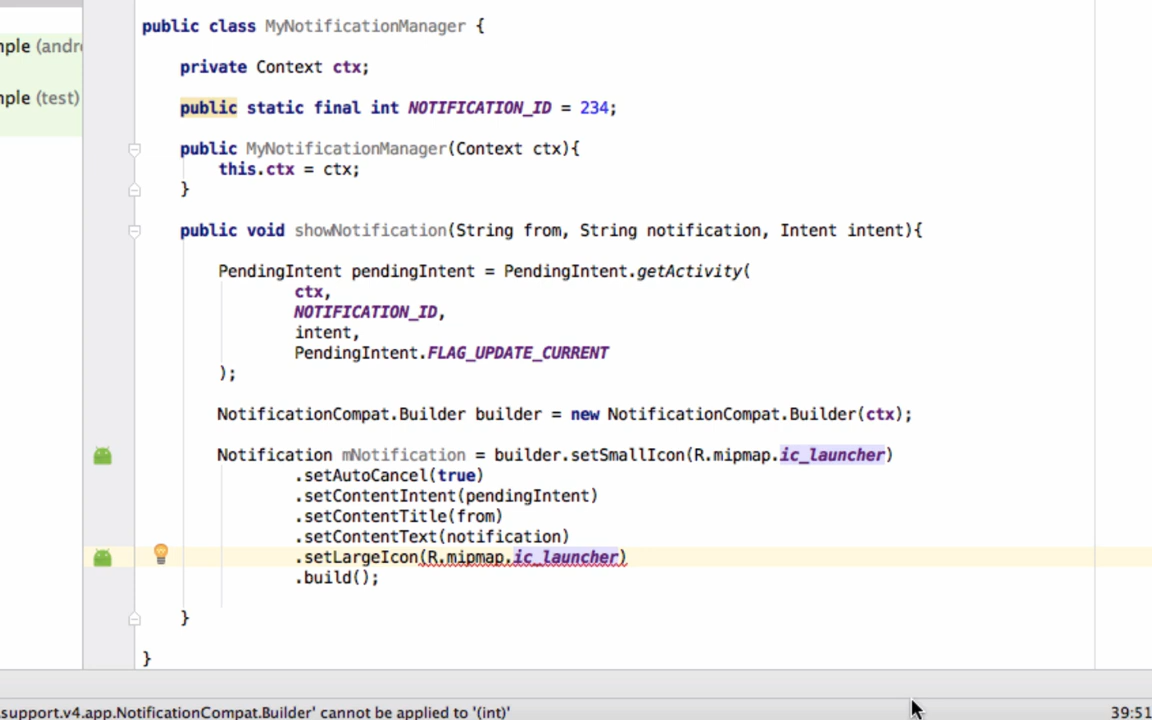 public class MyNotificationManager {
mple (andr
private Context ctx;
mple (test)
public static final int NOTIFICATION_ID = 234;
public MyNotificationManager(Context ctx){
this.ctx = ctx;
}
public void showNotification(String from, String notification, Intent intent){
PendingIntent pendingIntent = PendingIntent.getActivity(
ctx,
NOTIFICATION_ID,
intent,
PendingIntent.FLAG_UPDATE_CURRENT
);
NotificationCompat.Builder builder = new NotificationCompat.Builder(ctx);
Notification mNotification = builder.setSmallIcon(R.mipmap.ic_launcher)
.setAutoCancel(true)
.setContentIntent(pendingIntent)
.setContentTitle(from)
.setContentText(notification)
.setLargeIcon(R.mipmap.ic_launcher)
.build();
}
}
support.v4.app.NotificationCompat.Builder' cannot be applied to '(int)'
39:51